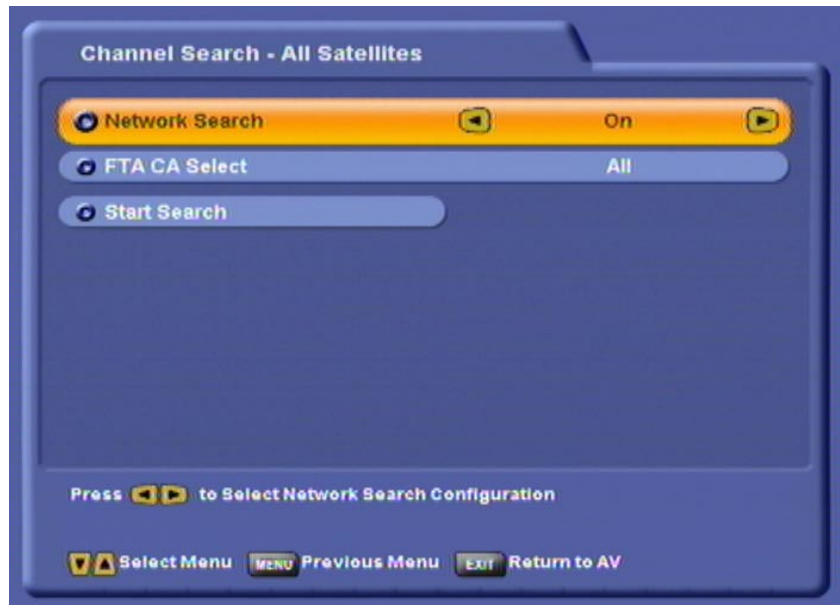 Channel Search - All Satellites
Network Search On
FTA CA Select All
Start Search
Press to Select Network Search Configuration
Select Menu MENU Previous Menu EXIT Return to AV